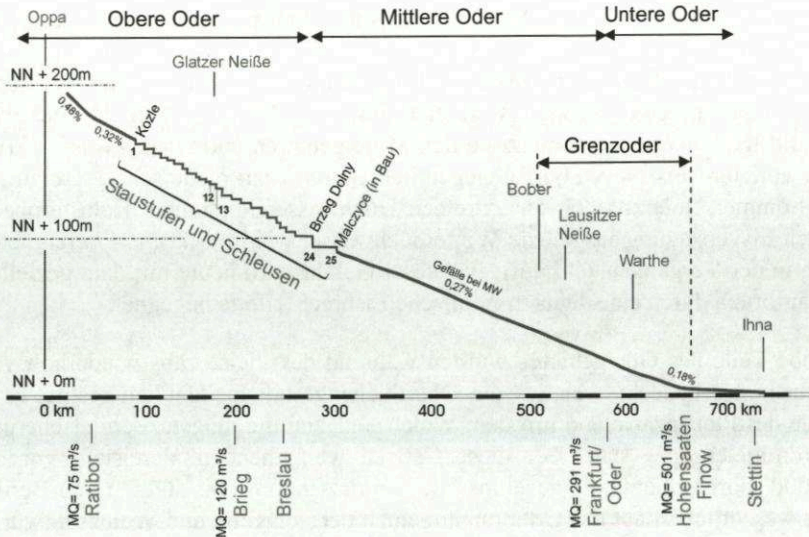 Oppa
Obere Oder
Mittlere Oder
Untere Oder
Glatzer Neiße
NN + 200m
0,48%
0,32%
Kozle
Grenzoder
12
13
Staustufen und Schleusen
Brzeg Dolny
Malczyce (in Bau)
Bober
Lausitzer
Neiße
NN + 100m
24
25
Gefälle bei MW
0,27%
Warthe
Ihna
0,18%
NN + 0m
0 km
100
200
300
400
500
600
700 km
MQ= 75 m³/s
Ratibor
MQ= 120 m³/s
Brieg
Breslau
MQ= 291 m³/s
Frankfurt/
Oder
MQ= 501 m³/s
Hohensaaten
Finow
Stettin